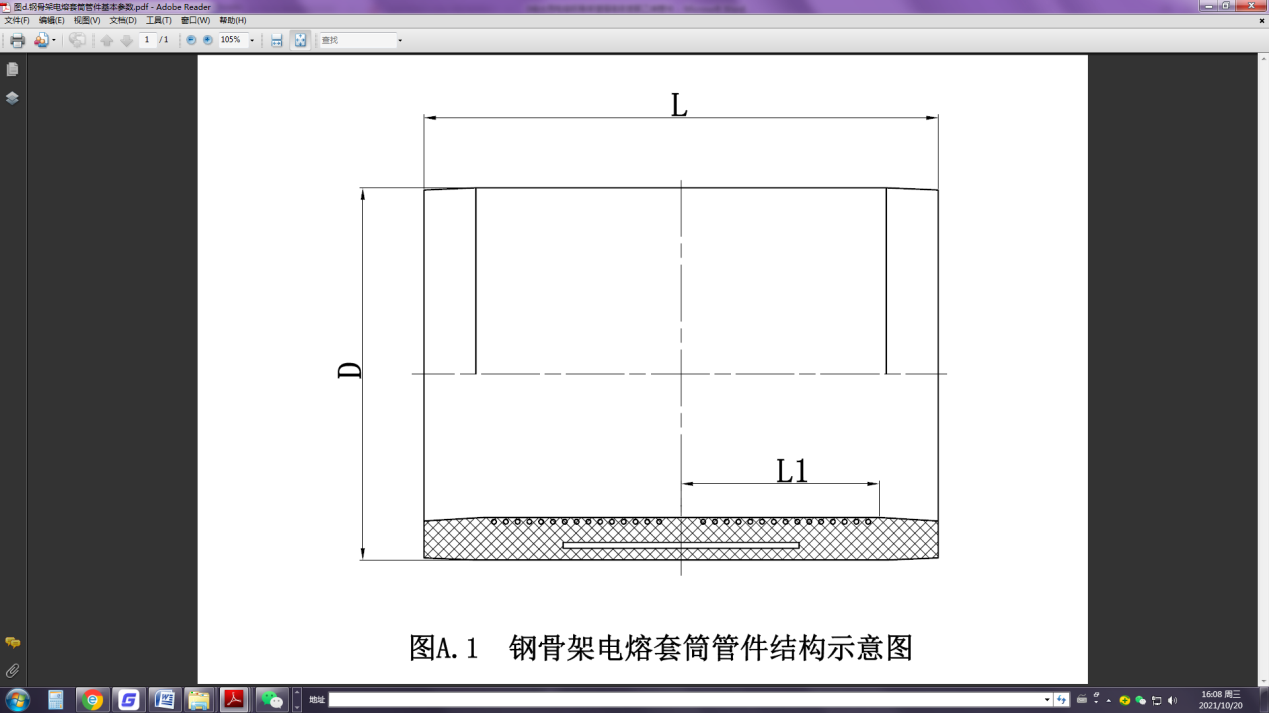 图d.钢骨架电熔套筒管件基本参数.pdf - Adobe Reader
文件(F) 编辑(E) 视图(V) 文档(D) 工具(T) 窗口(W) 帮助(H)
1 / 1 105% 查找
L
D
L1
图A.1 钢骨架电熔套筒管件结构示意图
地址
16:08 周三
2021/10/20